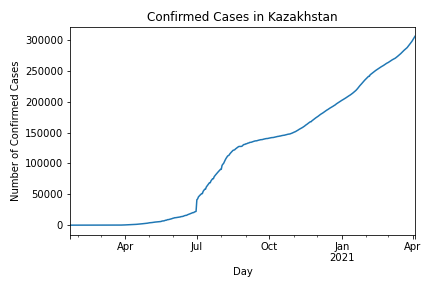 Confirmed Cases in Kazakhstan
Number of Confirmed Cases
300000
250000
200000
150000
100000
50000
0
Apr
Jul
Oct
Jan
2021
Apr
Day